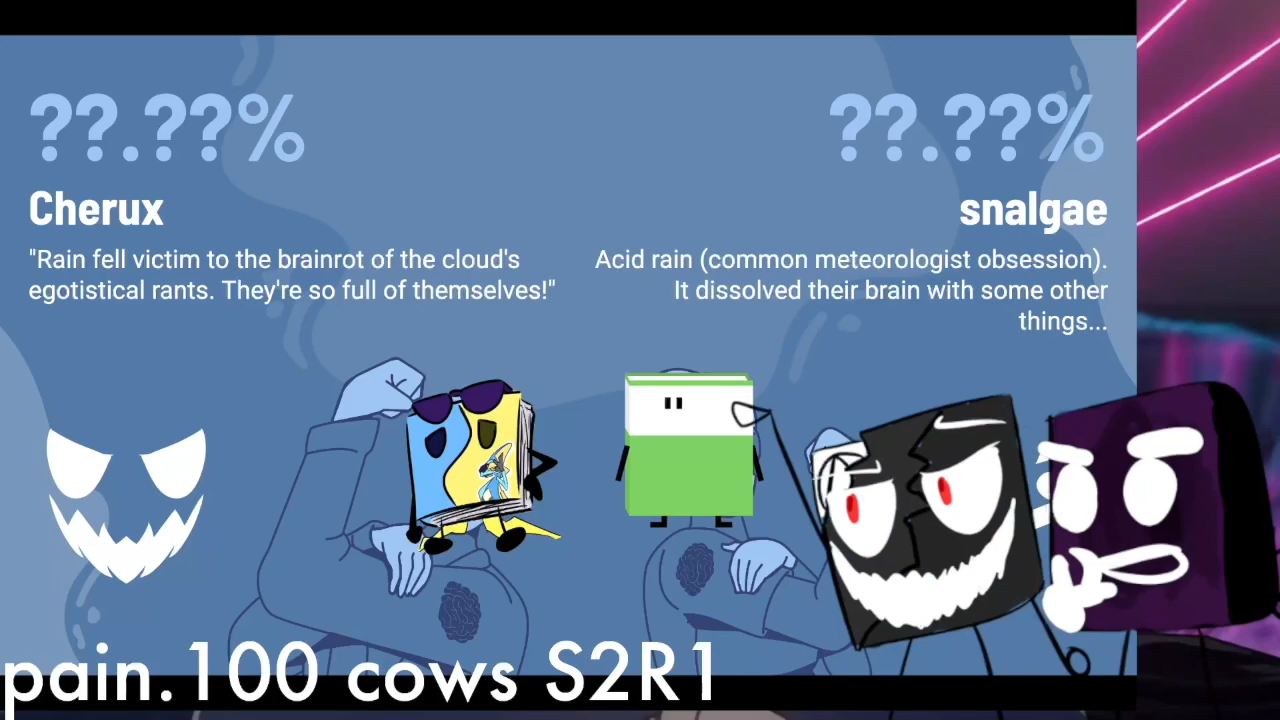 ??.??%
Cherux
"Rain fell victim to the brainrot of the cloud's
egotistical rants. They're so full of themselves!"
??.??%
snalgae
Acid rain (common meteorologist obsession).
It dissolved their brain with some other
things...
pain.100 cows S2R1